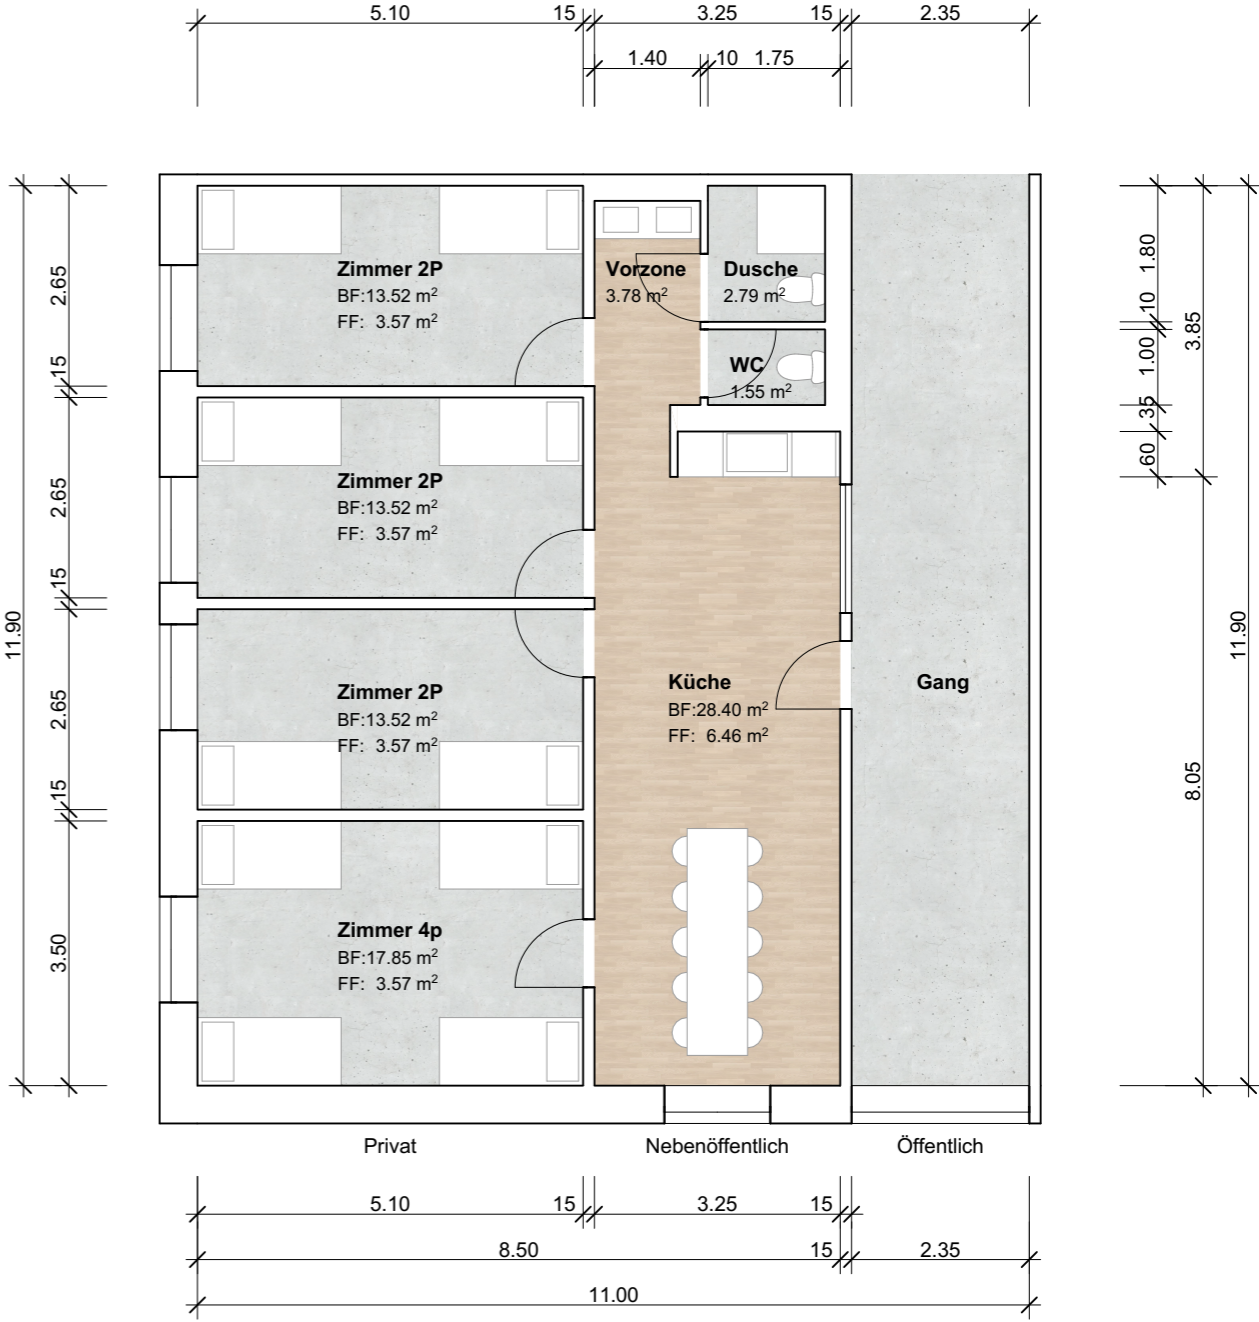 5.10 15 3.25 15 2.35
1.40 10 1.75
11.90
2.65
15
2.65
15
2.65
15
3.50
Zimmer 2P
BF:13.52 m²
FF: 3.57 m²
Vorzone
3.78 m²
Dusche
2.79 m²
WC
1.55 m²
Zimmer 2P
BF:13.52 m²
FF: 3.57 m²
Zimmer 2P
BF:13.52 m²
FF: 3.57 m²
Küche
BF:28.40 m²
FF: 6.46 m²
Gang
Zimmer 4p
BF:17.85 m²
FF: 3.57 m²
1.80
10
1.00
35
60
3.85
8.05
11.90
Privat Nebenöffentlich Öffentlich
5.10 15 3.25 15
8.50 15 2.35
11.00